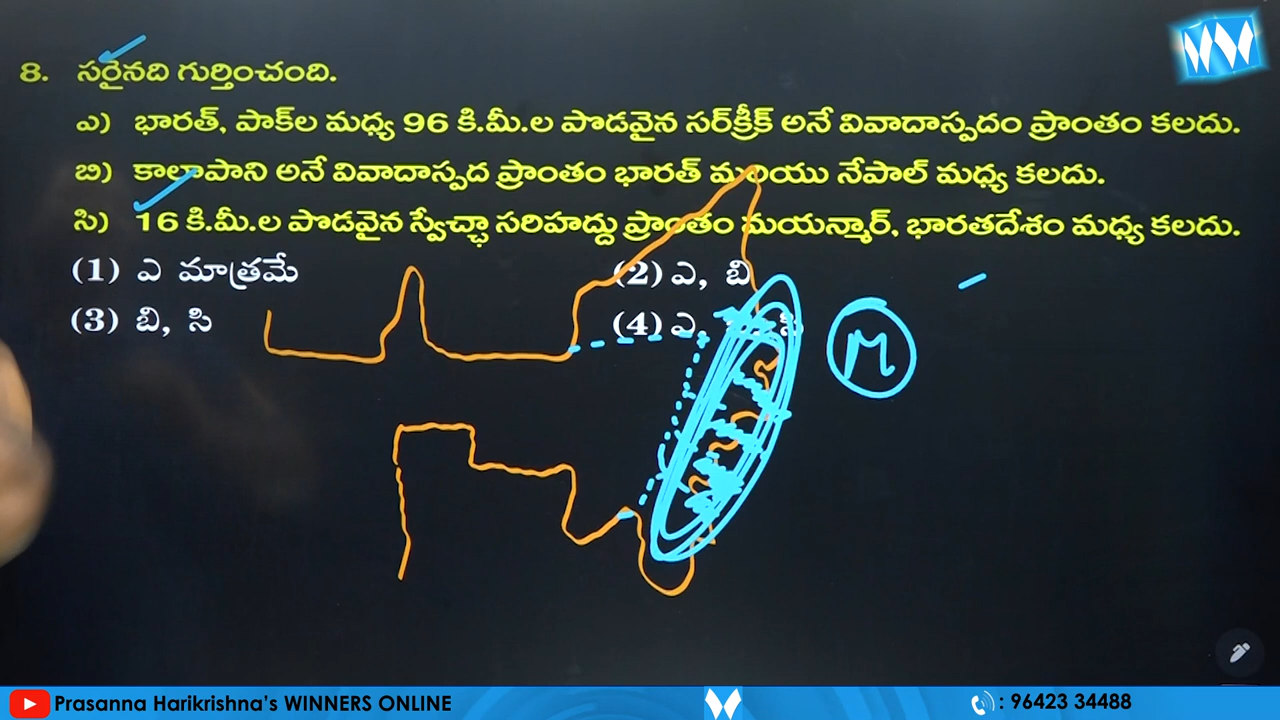 8. సరైనది గుర్తించండి.
ఎ) భారత్, పాక్‌ల మధ్య 96 కి.మీ.ల పొడవైన సర్‌క్రీక్ అనే వివాదాస్పదం ప్రాంతం కలదు.
బి) కాలాపాని అనే వివాదాస్పద ప్రాంతం భారత్ మరియు నేపాల్ మధ్య కలదు.
సి) 16 కి.మీ.ల పొడవైన స్వేచ్ఛా సరిహద్దు ప్రాంతం మయన్మార్, భారతదేశం మధ్య కలదు.
(1) ఎ మాత్రమే (2) ఎ, బి
(3) బి, సి (4) ఎ,
M
Prasanna Harikrishna's WINNERS ONLINE : 96423 34488